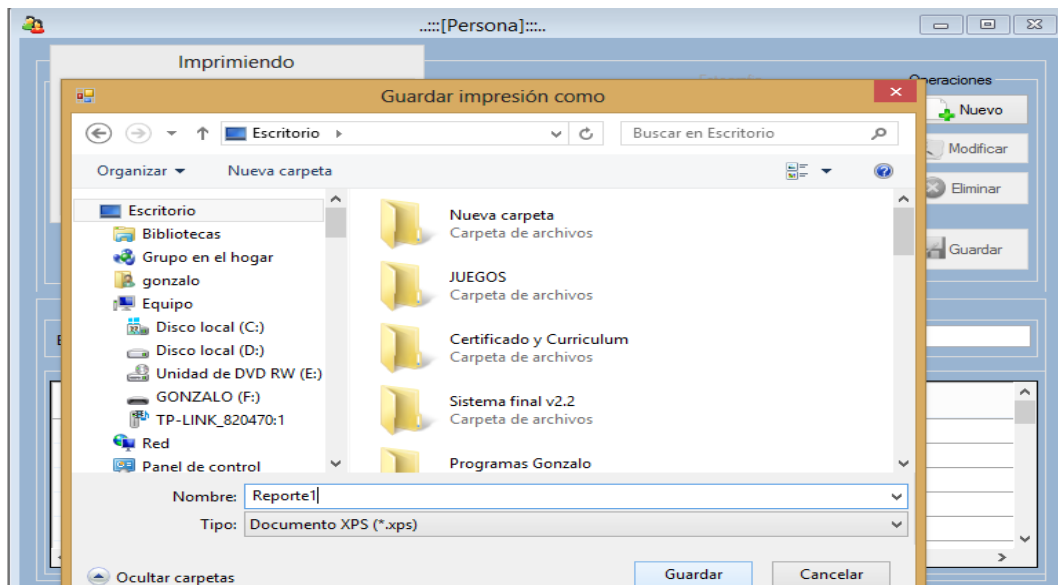 ..:::[Persona]:::..
Imprimiendo
Operaciones
Guardar impresión como
Nuevo
Escritorio
Buscar en Escritorio
Modificar
Organizar
Nueva carpeta
Eliminar
Escritorio
Bibliotecas
Grupo en el hogar
gonzalo
Equipo
Disco local (C:)
Disco local (D:)
Unidad de DVD RW (E:)
GONZALO (F:)
TP-LINK_820470:1
Red
Panel de control
Nueva carpeta
Carpeta de archivos
JUEGOS
Carpeta de archivos
Certificado y Curriculum
Carpeta de archivos
Sistema final v2.2
Carpeta de archivos
Programas Gonzalo
Guardar
Nombre: Reporte1
Tipo: Documento XPS (*.xps)
Ocultar carpetas
Guardar
Cancelar